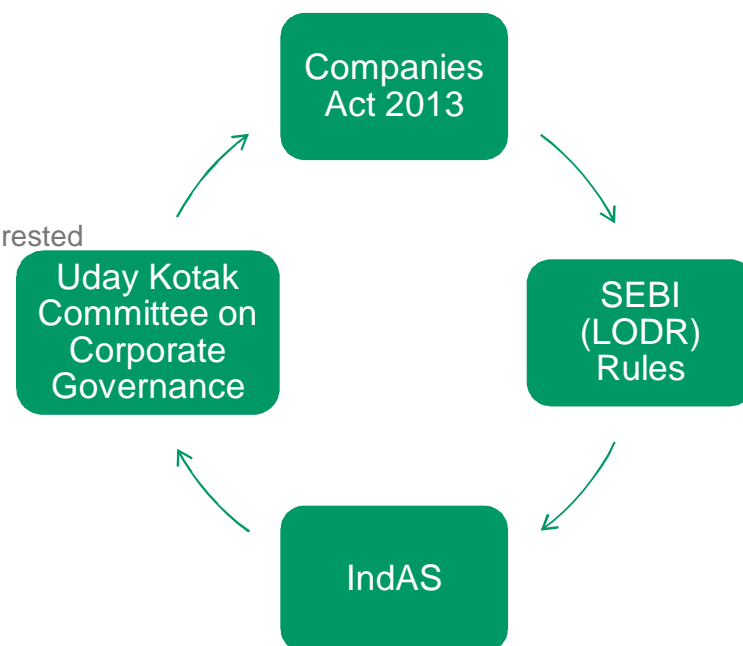 Companies
Act 2013
rested
Uday Kotak
Committee on
Corporate
Governance
SEBI
(LODR)
Rules
IndAS